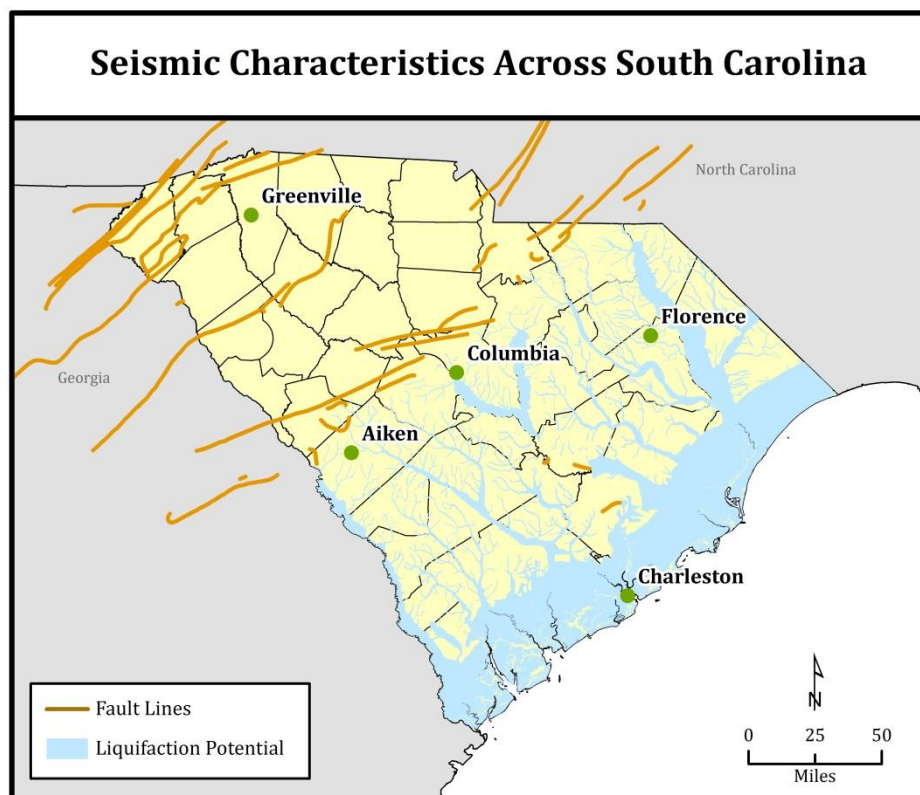 Seismic Characteristics Across South Carolina
North Carolina
Greenville
Florence
Columbia
Georgia
Aiken
Charleston
Fault Lines
Liquifaction Potential
N
0 25 50
Miles